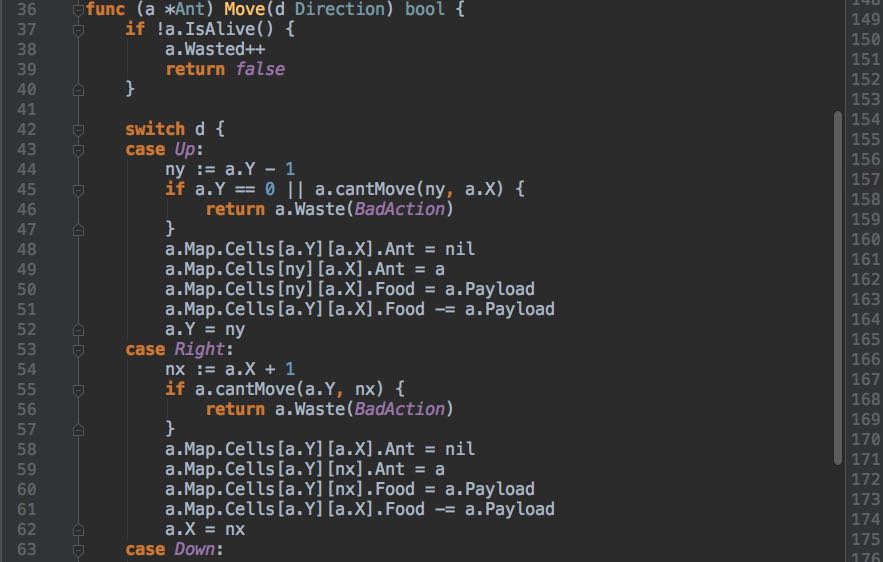 36 func (a *Ant) Move(d Direction) bool {
37     if !a.IsAlive() {
38         a.Wasted++
39         return false
40     }
41
42     switch d {
43     case Up:
44         ny := a.Y - 1
45         if a.Y == 0 || a.cantMove(ny, a.X) {
46             return a.Waste(BadAction)
47         }
48         a.Map.Cells[a.Y][a.X].Ant = nil
49         a.Map.Cells[ny][a.X].Ant = a
50         a.Map.Cells[ny][a.X].Food = a.Payload
51         a.Map.Cells[a.Y][a.X].Food -= a.Payload
52         a.Y = ny
53     case Right:
54         nx := a.X + 1
55         if a.cantMove(a.Y, nx) {
56             return a.Waste(BadAction)
57         }
58         a.Map.Cells[a.Y][a.X].Ant = nil
59         a.Map.Cells[a.Y][nx].Ant = a
60         a.Map.Cells[a.Y][nx].Food = a.Payload
61         a.Map.Cells[a.Y][a.X].Food -= a.Payload
62         a.X = nx
63     case Down:
148
149
150
151
152
153
154
155
156
157
158
159
160
161
162
163
164
165
166
167
168
169
170
171
172
173
174
175
176